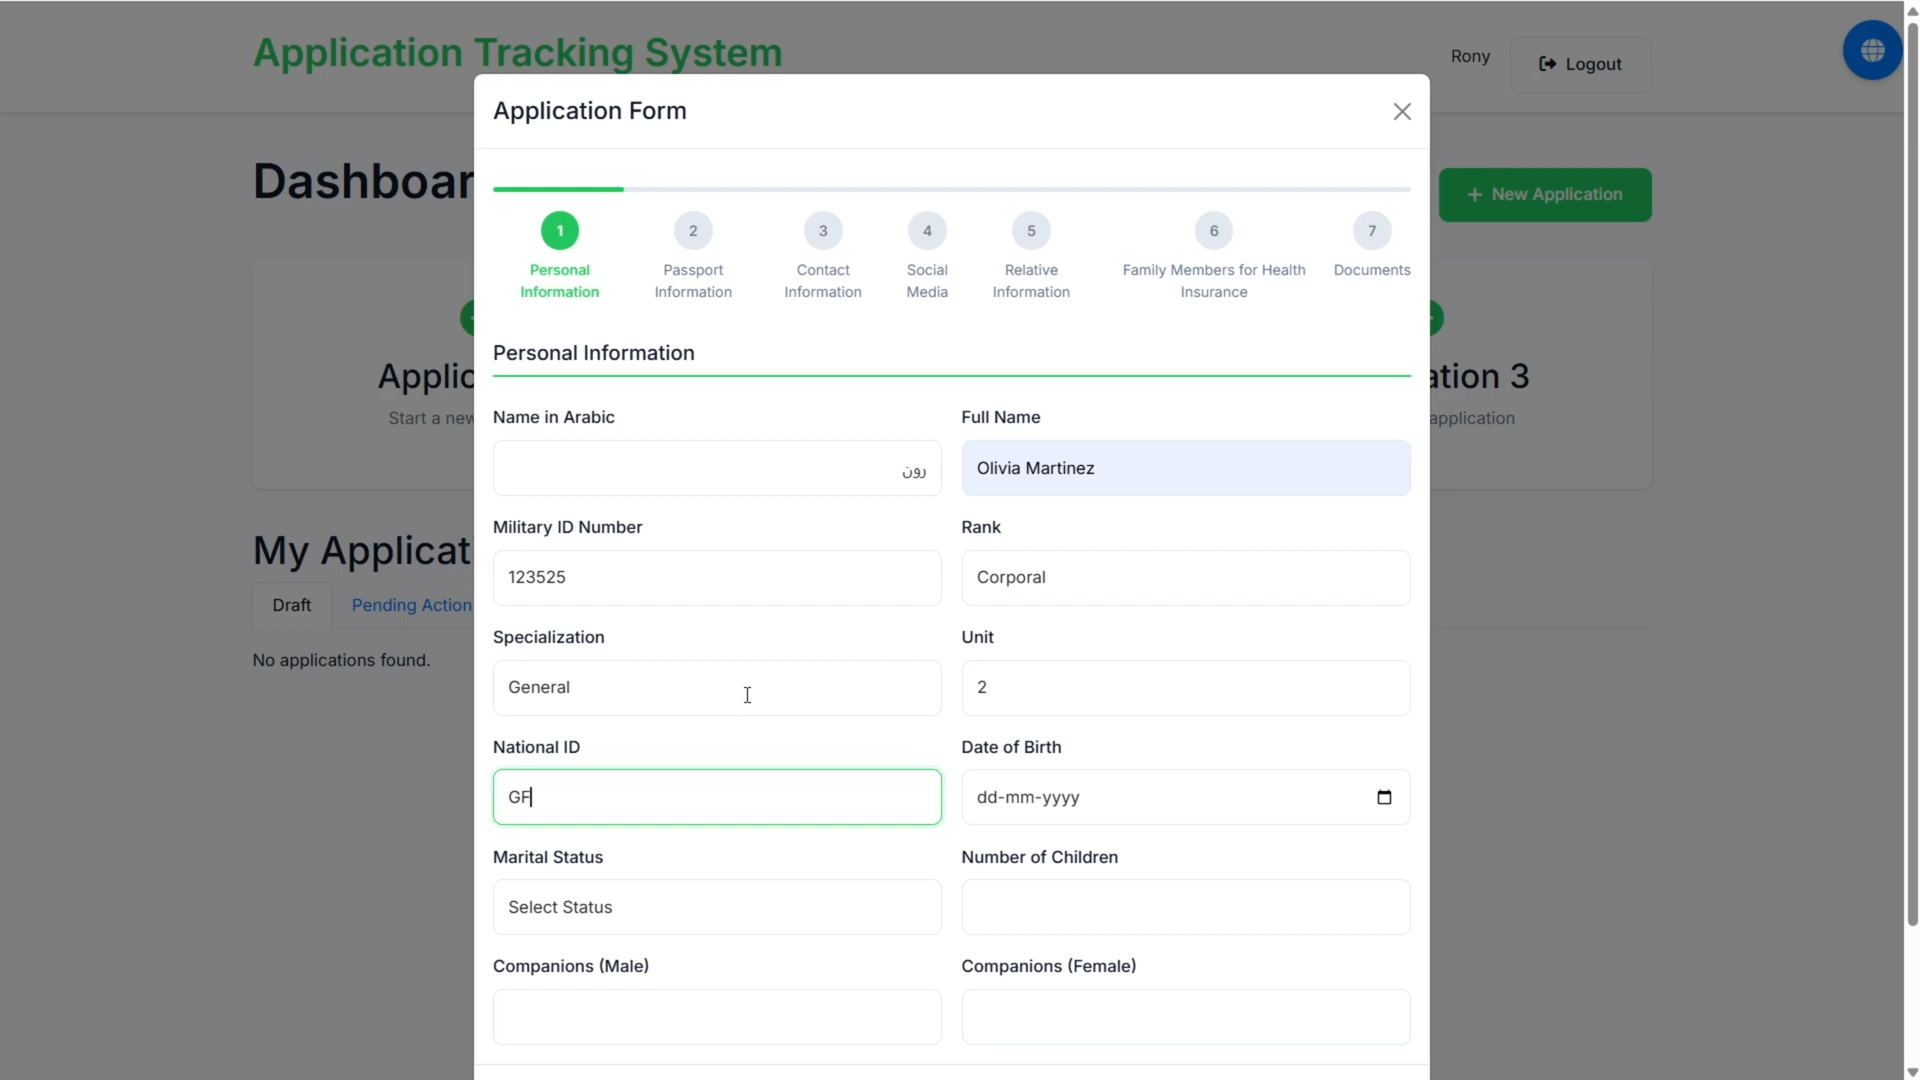 Application Tracking System
Rony
Logout
Application Form
Dashboar
+ New Application
1
2
3
4
5
6
7
Personal Information
Passport Information
Contact Information
Social Media
Relative Information
Family Members for Health Insurance
Documents
Applic
Start a new
ation 3
application
Personal Information
Name in Arabic
Full Name
رون
Olivia Martinez
Military ID Number
Rank
123525
Corporal
My Applicat
Draft
Pending Action
No applications found.
Specialization
Unit
General
2
National ID
Date of Birth
GF
dd-mm-yyyy
Marital Status
Number of Children
Select Status
Companions (Male)
Companions (Female)